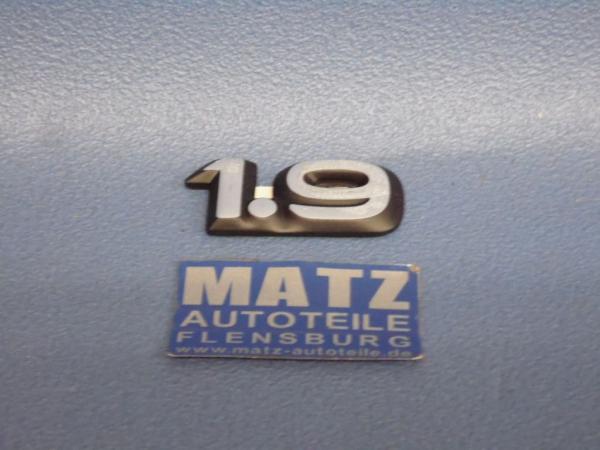 1.9
MATZ
AUTOTEILE
FLENSBURG
www.matz-autoteile.de